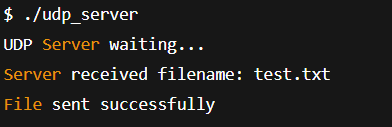 $ ./udp_server
UDP Server waiting...
Server received filename: test.txt
File sent successfully